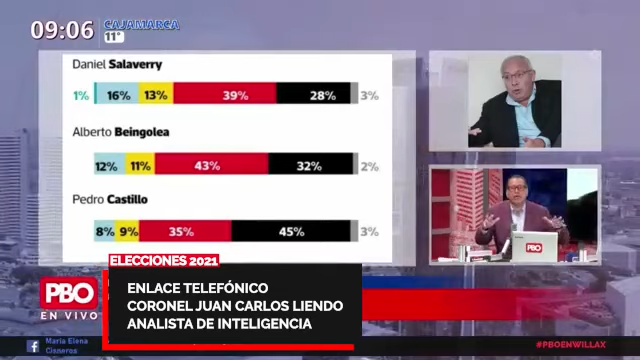 09:06
CAJAMARCA
11°
Daniel Salaverry
1% 16% 13% 39% 28% 3%
Alberto Beingolea
12% 11% 43% 32% 2%
Pedro Castillo
8% 9% 35% 45% 3%
PBO
ELECCIONES 2021
PBO
EN VIVO
ENLACE TELEFÓNICO
CORONEL JUAN CARLOS LIENDO
ANALISTA DE INTELIGENCIA
Maria Elena
Cisneros
#PBOENWILLAX